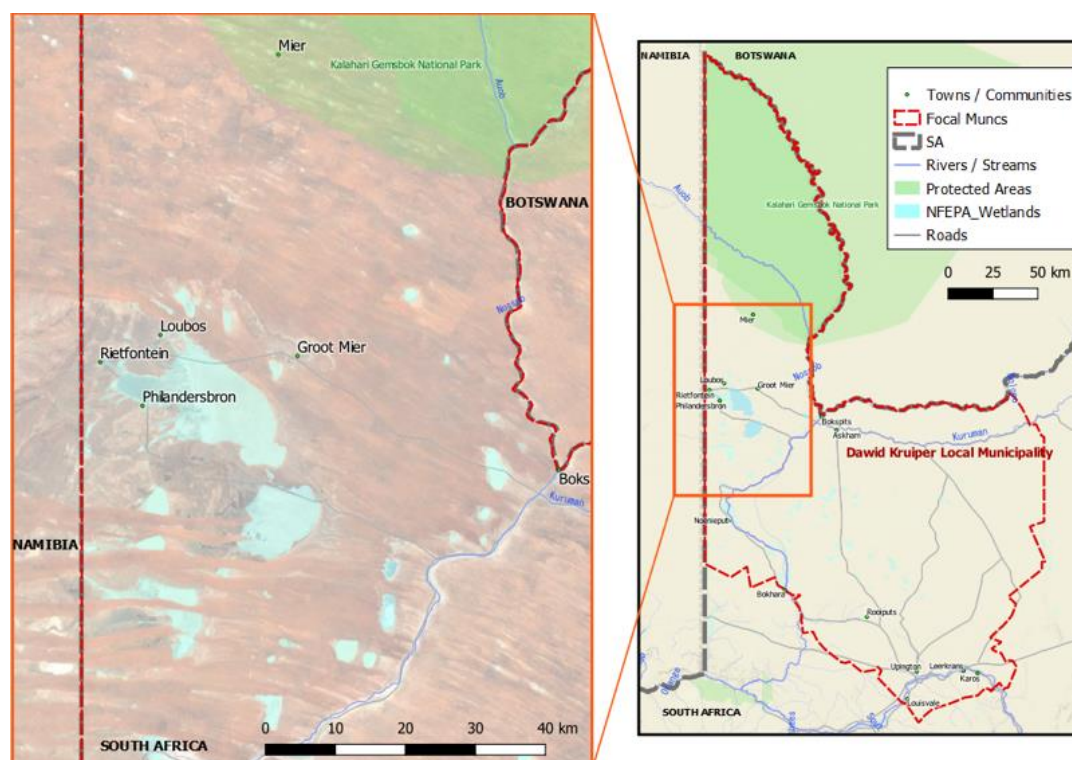 Mier
Kalahari Gemsbok National Park
Auob
BOTSWANA
Nossob
Loubos
Rietfontein
Groot Mier
Philandersbron
Boks
Kuruman
NAMIBIA
SOUTH AFRICA
0 10 20 30 40 km
NAMIBIA
BOTSWANA
Towns / Communities
Focal Muncs
SA
Rivers / Streams
Protected Areas
NFEPA_Wetlands
Roads
0 25 50 km
Auob
Kalahari Gemsbok National Park
Mier
Nossob
Loubos
Groot Mier
Rietfontein
Philandersbron
Bokspits
Askham
Kuruman
Molopo
Dawid Kruiper Local Municipality
Noenieput
Bokhara
Rooiputs
Upington
Leerkrans
Karos
Louisvale
SOUTH AFRICA